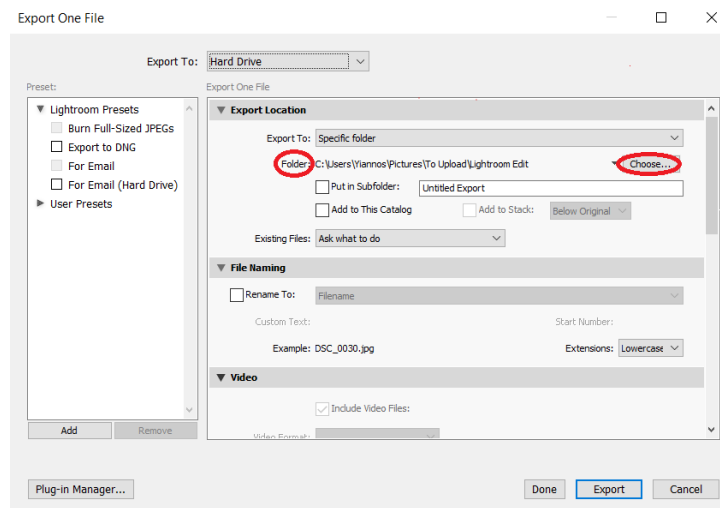 Export One File
Export To: Hard Drive
Preset:
Export One File
Lightroom Presets
Burn Full-Sized JPEGs
Export to DNG
For Email
For Email (Hard Drive)
User Presets
Export Location
Export To: Specific folder
Folder: C:\Users\Yiannos\Pictures\To Upload\Lightroom Edit Choose...
Put in Subfolder: Untitled Export
Add to This Catalog Add to Stack: Below Original
Existing Files: Ask what to do
File Naming
Rename To: Filename
Custom Text: Start Number:
Example: DSC_0030.jpg Extensions: Lowercase
Video
Include Video Files:
Video Format:
Add Remove
Plug-in Manager... Done Export Cancel